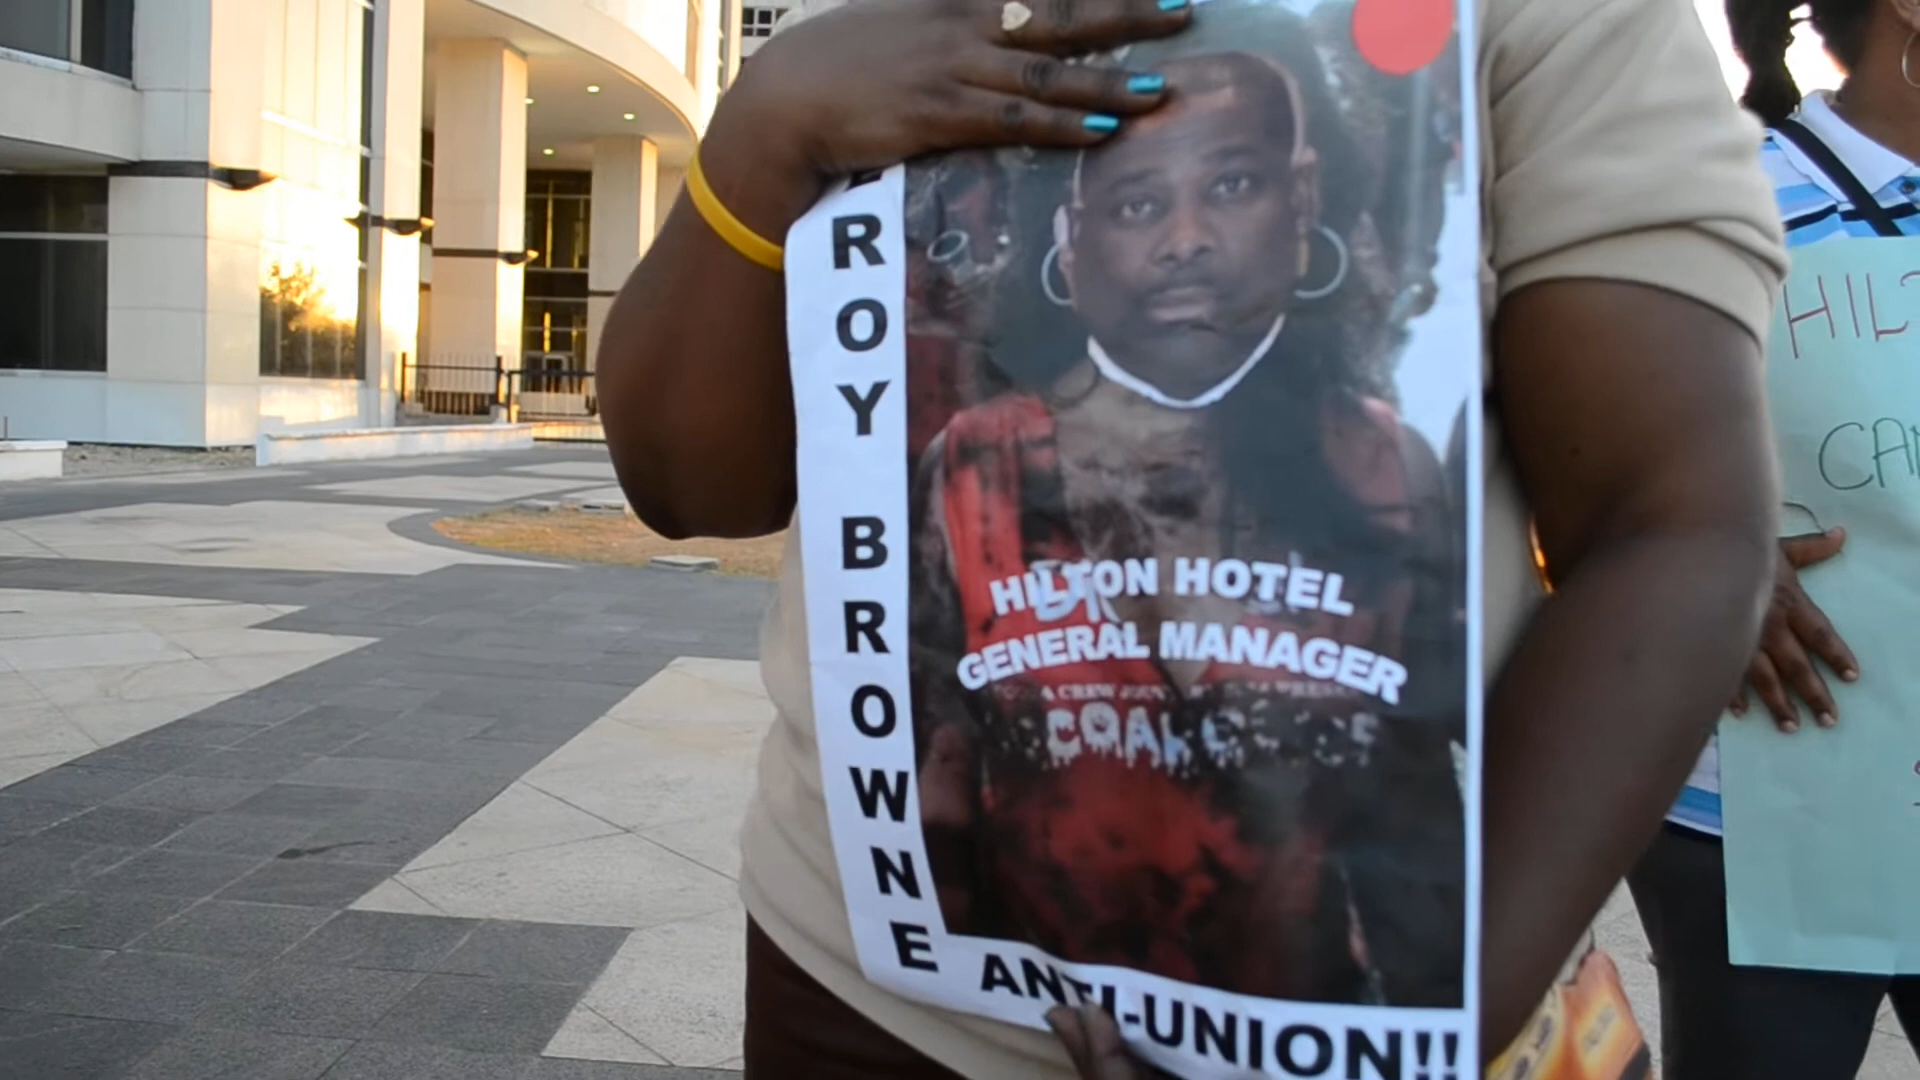 ROY BROWNE
HILTON HOTEL
GENERAL MANAGER
ANTI-UNION!!
HIL
CA